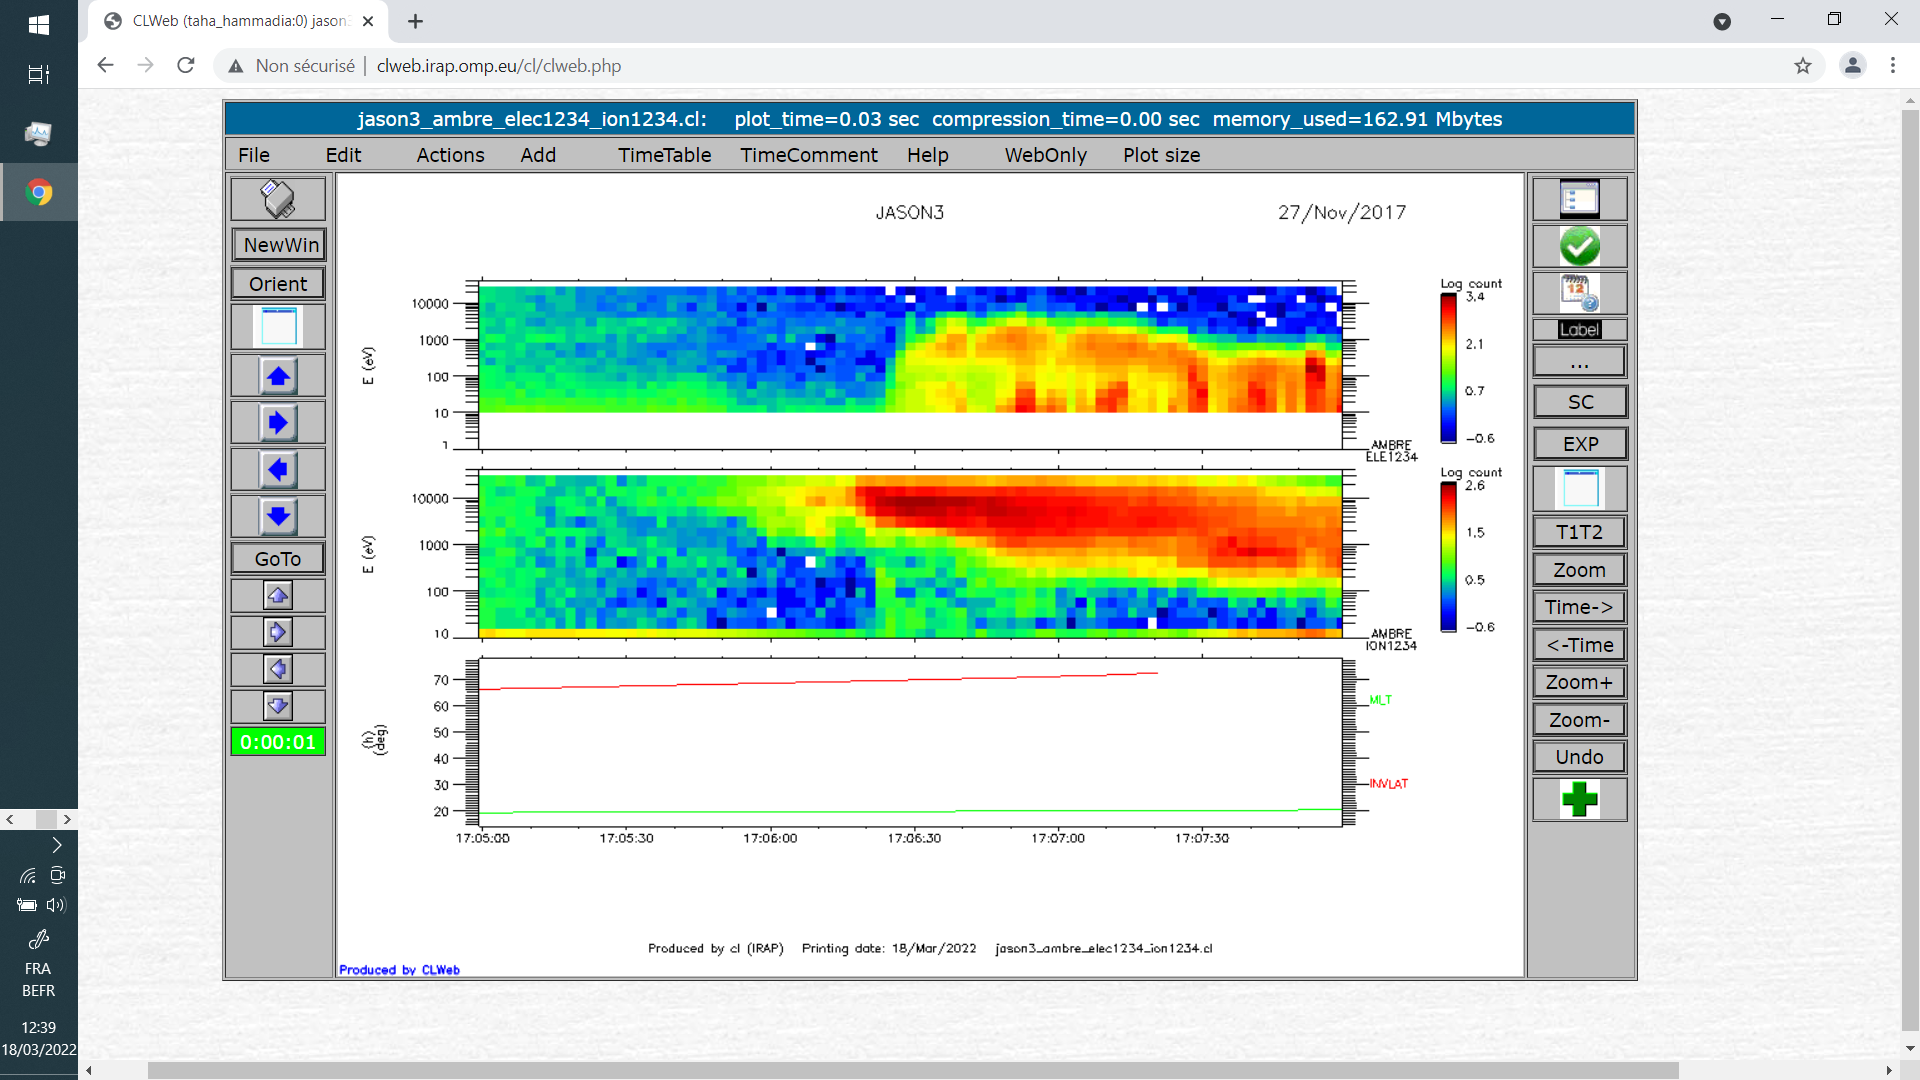 CLWeb (taha_hammadia:0) jason3
Non sécurisé | clweb.irap.omp.eu/cl/clweb.php
jason3_ambre_elec1234_ion1234.cl: plot_time=0.03 sec compression_time=0.00 sec memory_used=162.91 Mbytes
File Edit Actions Add TimeTable TimeComment Help WebOnly Plot size
NewWin
Orient
GoTo
0:00:01
JASON3 27/Nov/2017
10000
1000
100
10
1
E (eV)
Log count
3.4
2.1
0.7
-0.6
AMBRE
ELE1234
10000
1000
100
10
E (eV)
Log count
2.6
1.5
0.5
-0.6
AMBRE
ION1234
70
60
50
40
30
20
(h)
(deg)
MLT
INVLAT
17:05:00 17:05:30 17:06:00 17:06:30 17:07:00 17:07:30
Produced by cl (IRAP) Printing date: 18/Mar/2022 jason3_ambre_elec1234_ion1234.cl
Produced by CLWeb
12
Label
...
SC
EXP
T1T2
Zoom
Time->
<-Time
Zoom+
Zoom-
Undo
FRA
BEFR
12:39
18/03/2022